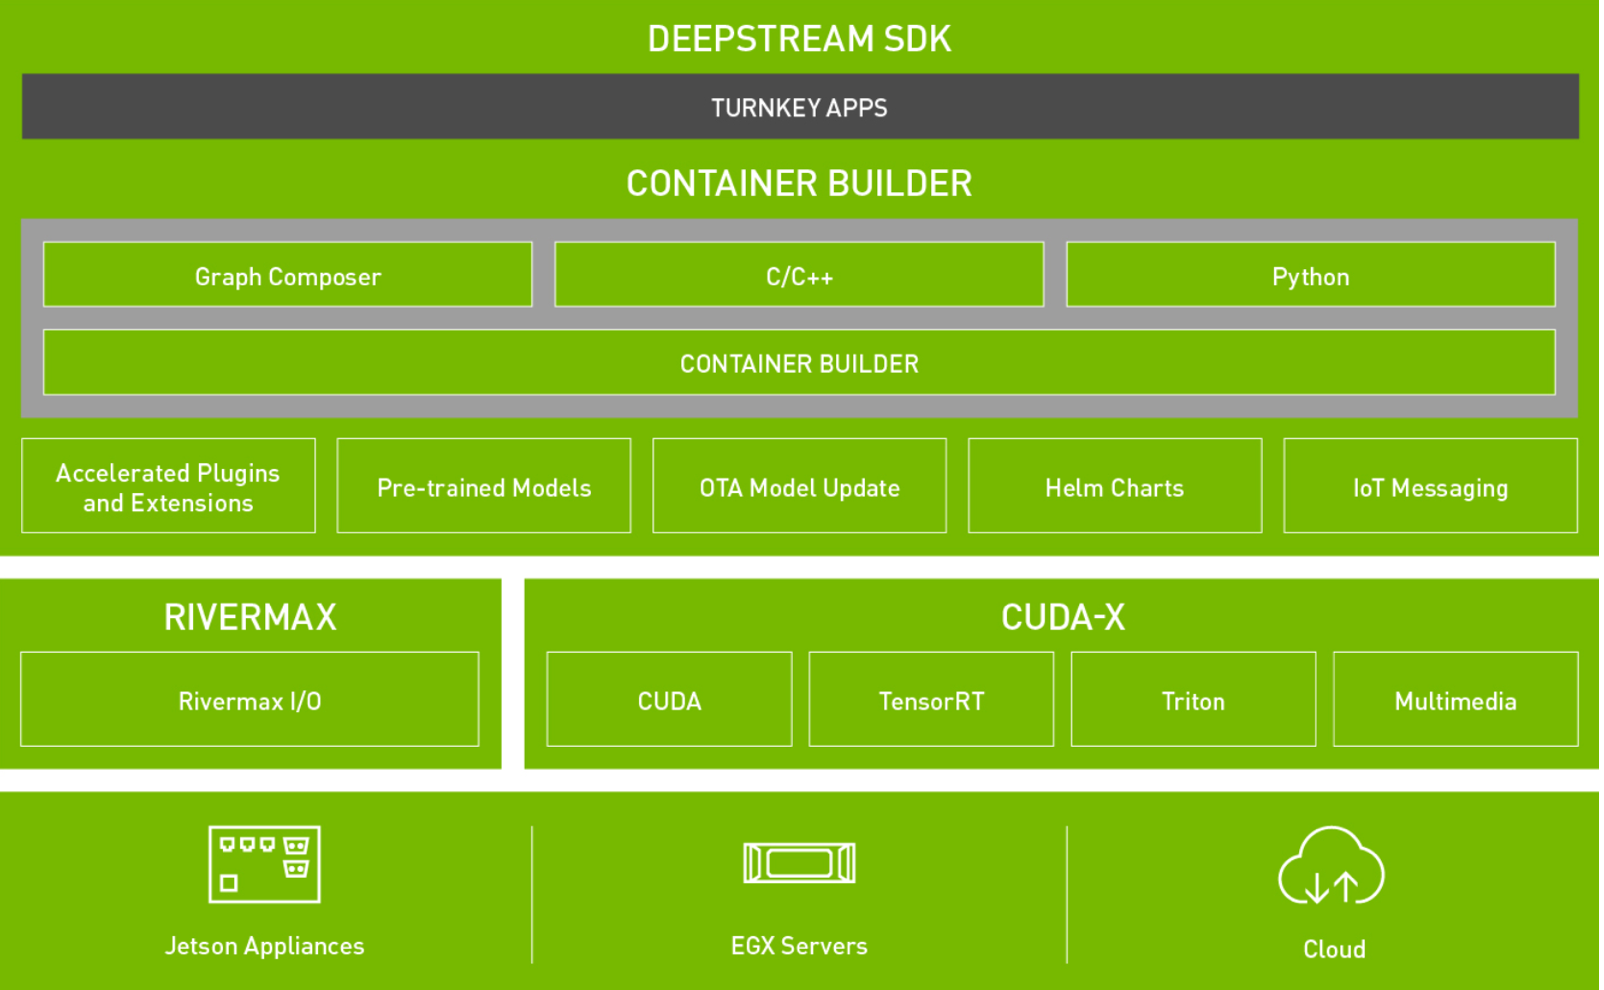 DEEPSTREAM SDK
TURNKEY APPS
CONTAINER BUILDER
Graph Composer
C/C++
Python
CONTAINER BUILDER
Accelerated Plugins
and Extensions
Pre-trained Models
OTA Model Update
Helm Charts
IoT Messaging
RIVERMAX
Rivermax I/O
CUDA-X
CUDA
TensorRT
Triton
Multimedia
Jetson Appliances
EGX Servers
Cloud